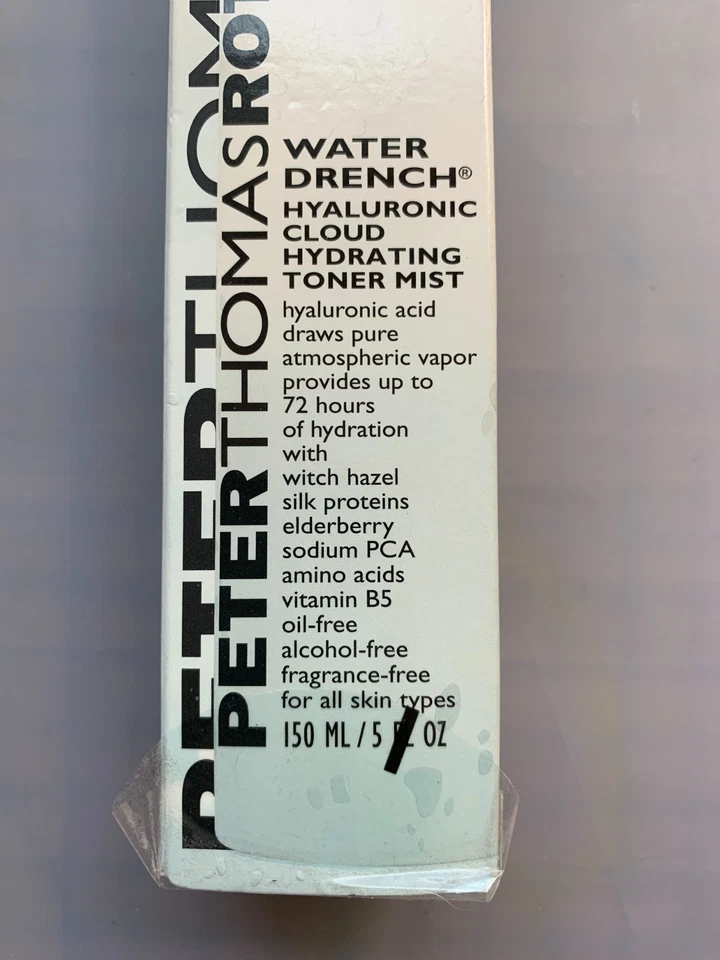 PETERTHOMASROT
WATER
DRENCH®
HYALURONIC
CLOUD
HYDRATING
TONER MIST
hyaluronic acid
draws pure
atmospheric vapor
provides up to
72 hours
of hydration
with
witch hazel
silk proteins
elderberry
sodium PCA
amino acids
vitamin B5
oil-free
alcohol-free
fragrance-free
for all skin types
150 ML / 5 OZ